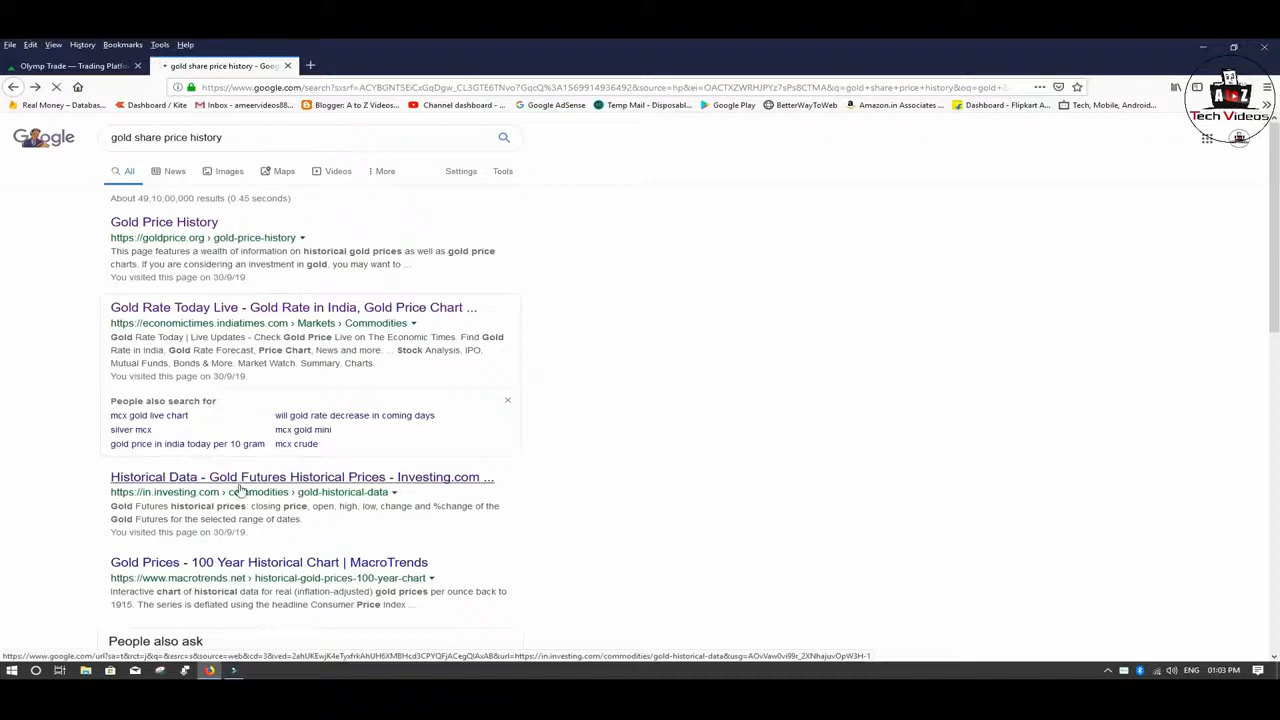 File Edit View History Bookmarks Tools Help
Olymp Trade — Trading Platfo
gold share price history - Goog
https://www.google.com/search?sxsrf=
Real Money – Databas...
Dashboard / Kite
Inbox - ameervideos88...
Blogger: A to Z Videos
Channel dashboard - ...
Google AdSense
Temp Mail - Disposabl...
Google Play
BetterWayToWeb
Amazon.in Associates ...
Dashboard - Flipkart A...
Tech, Mobile, Android...
A to Z
Tech Videos
Google
gold share price history
All News Images Maps Videos More Settings Tools
About 49,10,00,000 results (0.45 seconds)
Gold Price History
https://goldprice.org › gold-price-history
This page features a wealth of information on historical gold prices as well as gold price
charts. If you are considering an investment in gold, you may want to ...
You visited this page on 30/9/19.
Gold Rate Today Live - Gold Rate in India, Gold Price Chart ...
https://economictimes.indiatimes.com › Markets › Commodities
Gold Rate Today | Live Updates - Check Gold Price Live on The Economic Times. Find Gold
Rate in India, Gold Rate Forecast, Price Chart, News and more. ... Stock Analysis, IPO,
Mutual Funds, Bonds & More. Market Watch. Summary. Charts.
You visited this page on 30/9/19.
People also search for
mcx gold live chart will gold rate decrease in coming days
silver mcx mcx gold mini
gold price in india today per 10 gram mcx crude
Historical Data - Gold Futures Historical Prices - Investing.com ...
https://in.investing.com › commodities › gold-historical-data
Gold Futures historical prices: closing price, open, high, low, change and %change of the
Gold Futures for the selected range of dates.
You visited this page on 30/9/19.
Gold Prices - 100 Year Historical Chart | MacroTrends
https://www.macrotrends.net › historical-gold-prices-100-year-chart
Interactive chart of historical data for real (inflation-adjusted) gold prices per ounce back to
1915. The series is deflated using the headline Consumer Price Index ...
People also ask
ENG 01:03 PM